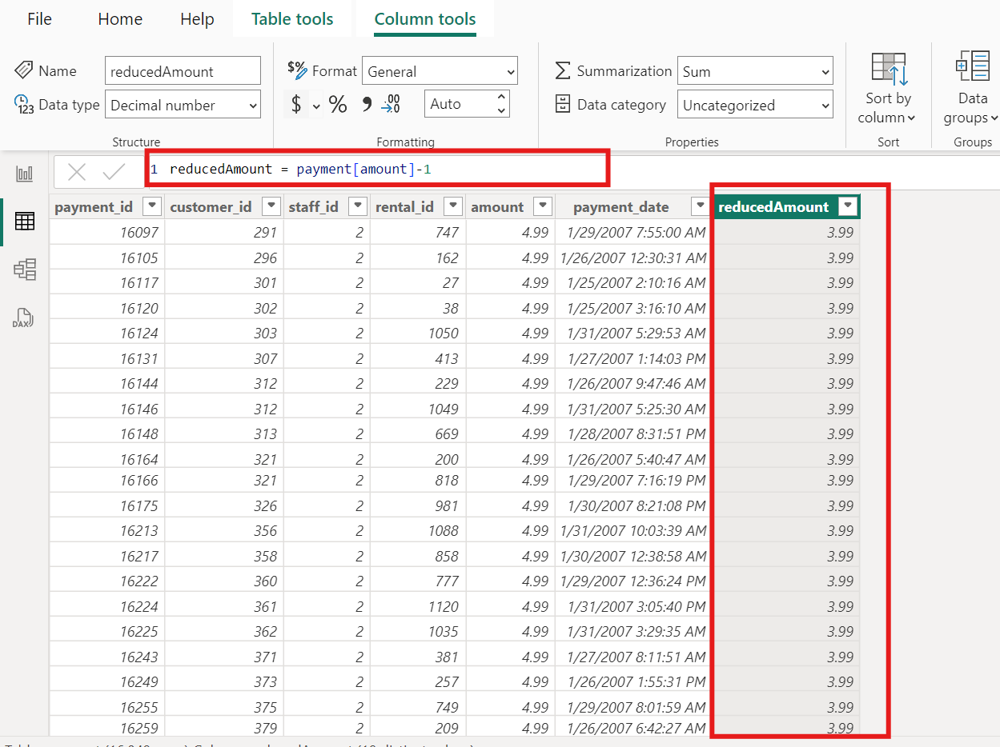 File Home Help Table tools Column tools
Name reducedAmount $% Format General Summarization Sum
123 Data type Decimal number $ % .00 Auto Data category Uncategorized
Sort by
column
Data
groups
Structure Formatting Properties Sort Groups
1 reducedAmount = payment[amount]-1
payment_id customer_id staff_id rental_id amount payment_date reducedAmount
16097 291 2 747 4.99 1/29/2007 7:55:00 AM 3.99
16105 296 2 162 4.99 1/26/2007 12:30:31 AM 3.99
16117 301 2 27 4.99 1/25/2007 2:10:16 AM 3.99
16120 302 2 38 4.99 1/25/2007 3:16:10 AM 3.99
16124 303 2 1050 4.99 1/31/2007 5:29:53 AM 3.99
16131 307 2 413 4.99 1/27/2007 1:14:03 PM 3.99
16144 312 2 229 4.99 1/26/2007 9:47:46 AM 3.99
16146 312 2 1049 4.99 1/31/2007 5:25:30 AM 3.99
16148 313 2 669 4.99 1/28/2007 8:31:51 PM 3.99
16164 321 2 200 4.99 1/26/2007 5:40:47 AM 3.99
16166 321 2 818 4.99 1/29/2007 7:16:19 PM 3.99
16175 326 2 981 4.99 1/30/2007 8:21:08 PM 3.99
16213 356 2 1088 4.99 1/31/2007 10:03:39 AM 3.99
16217 358 2 858 4.99 1/30/2007 12:38:58 AM 3.99
16222 360 2 777 4.99 1/29/2007 12:36:24 PM 3.99
16224 361 2 1120 4.99 1/31/2007 3:05:40 PM 3.99
16225 362 2 1035 4.99 1/31/2007 3:29:35 AM 3.99
16243 371 2 381 4.99 1/27/2007 8:11:51 AM 3.99
16249 373 2 257 4.99 1/26/2007 1:55:31 PM 3.99
16255 375 2 749 4.99 1/29/2007 8:01:59 AM 3.99
16259 379 2 209 4.99 1/26/2007 6:42:27 AM 3.99
DAX